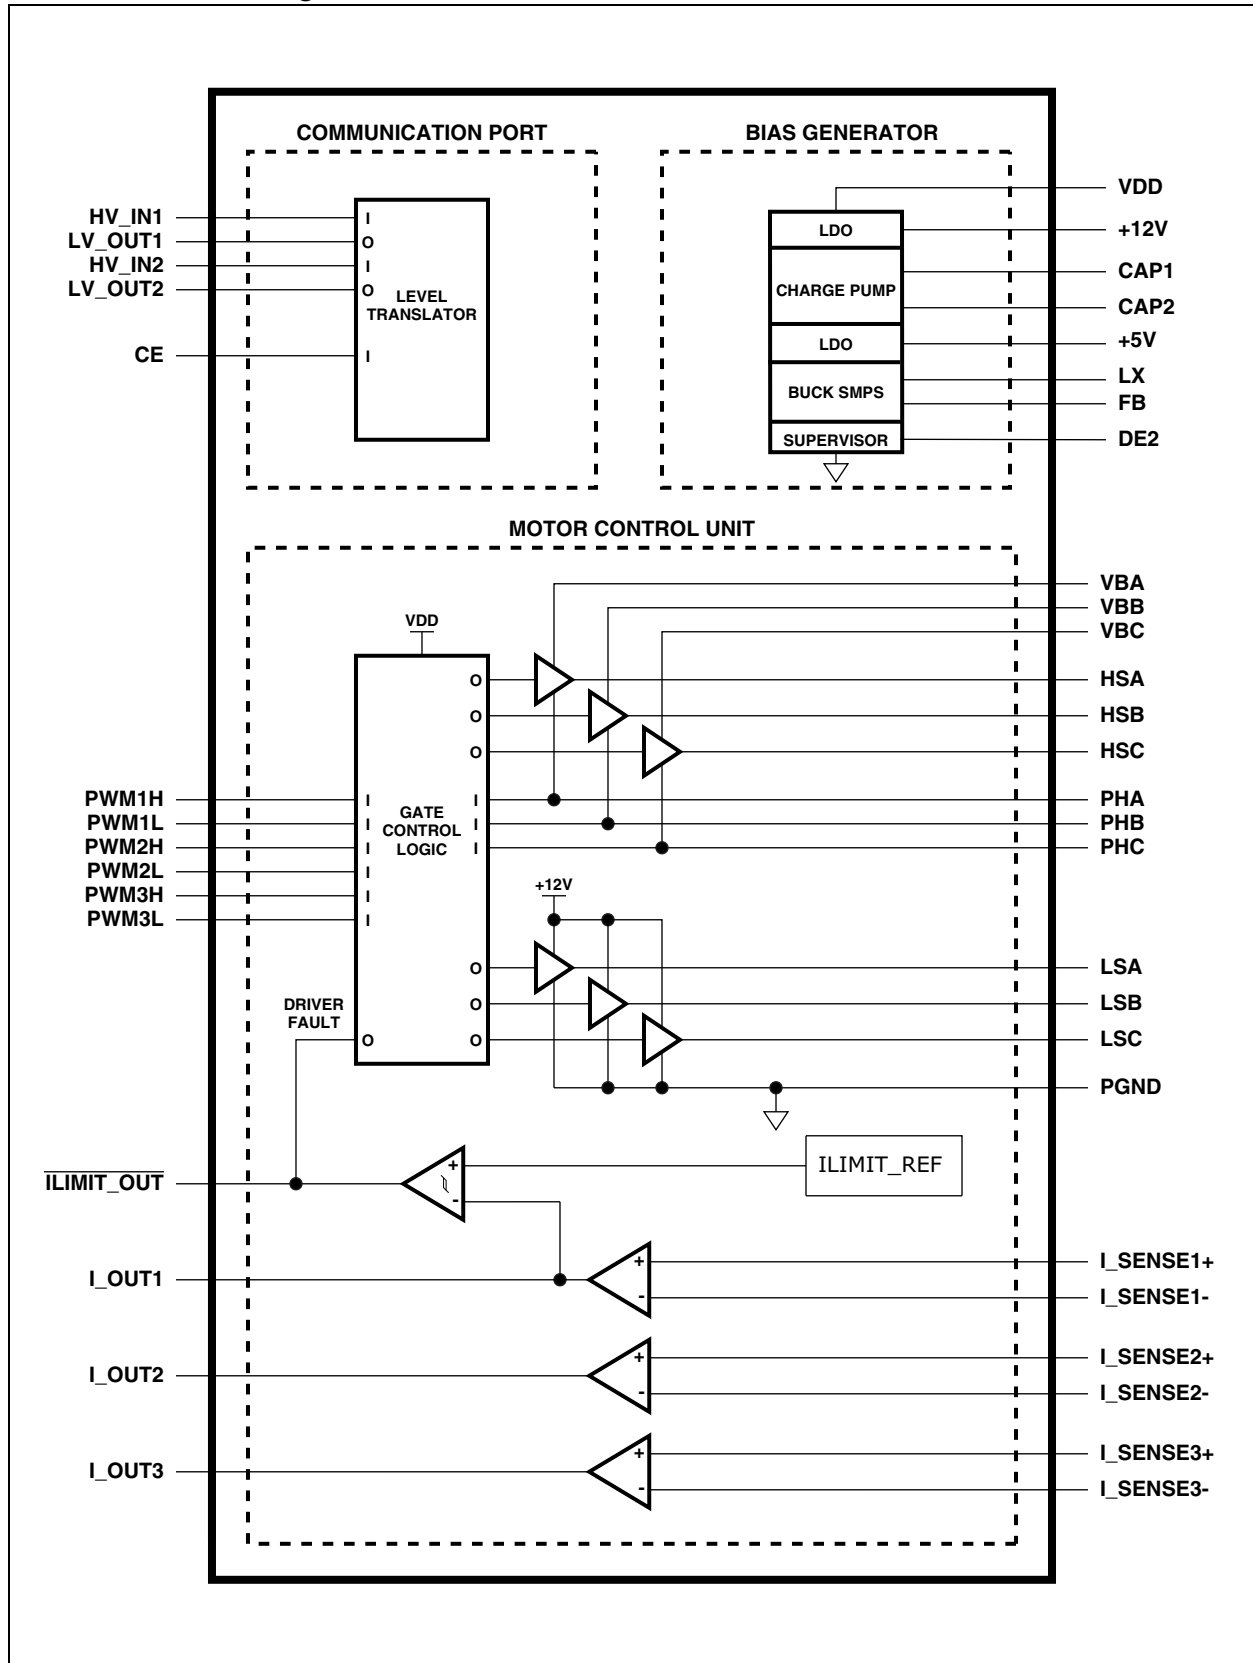 COMMUNICATION PORT
BIAS GENERATOR
HV_IN1
LV_OUT1
HV_IN2
LV_OUT2
CE
I
O
I
O
I
LEVEL
TRANSLATOR
LDO
CHARGE PUMP
LDO
BUCK SMPS
SUPERVISOR
VDD
+12V
CAP1
CAP2
+5V
LX
FB
DE2
MOTOR CONTROL UNIT
VDD
VBA
VBB
VBC
O
O
O
HSA
HSB
HSC
PWM1H
PWM1L
PWM2H
PWM2L
PWM3H
PWM3L
I
I
I
I
I
I
GATE
CONTROL
LOGIC
I
I
I
PHA
PHB
PHC
+12V
O
O
O
LSA
LSB
LSC
DRIVER
FAULT
O
PGND
ILIMIT_OUT
+
-
ILIMIT_REF
I_OUT1
+
-
I_SENSE1+
I_SENSE1-
I_OUT2
+
-
I_SENSE2+
I_SENSE2-
I_OUT3
+
-
I_SENSE3+
I_SENSE3-